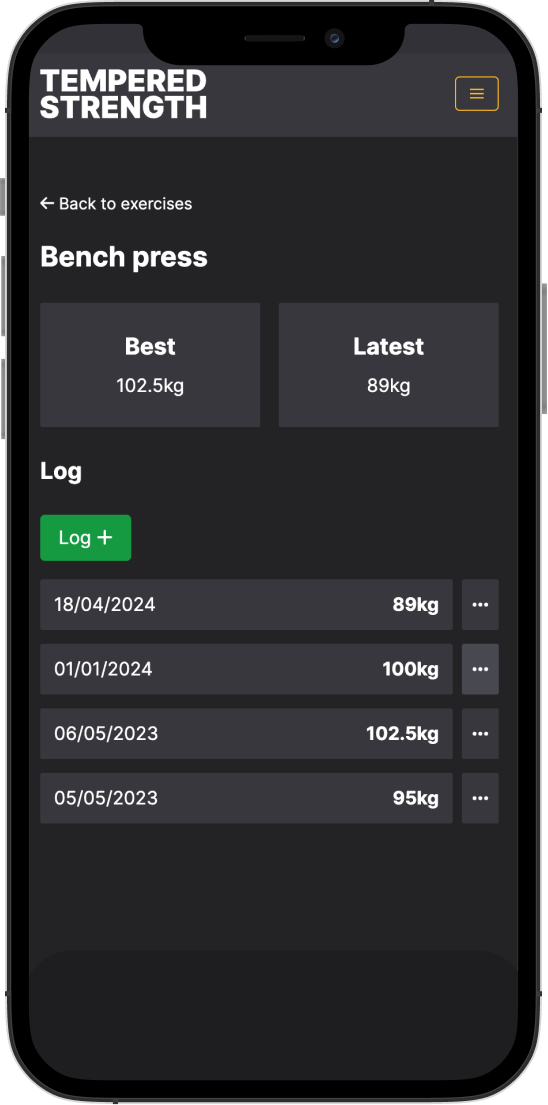 TEMPERED
STRENGTH
Back to exercises
Bench press
Best
102.5kg
Latest
89kg
Log
Log +
18/04/2024 89kg
01/01/2024 100kg
06/05/2023 102.5kg
05/05/2023 95kg